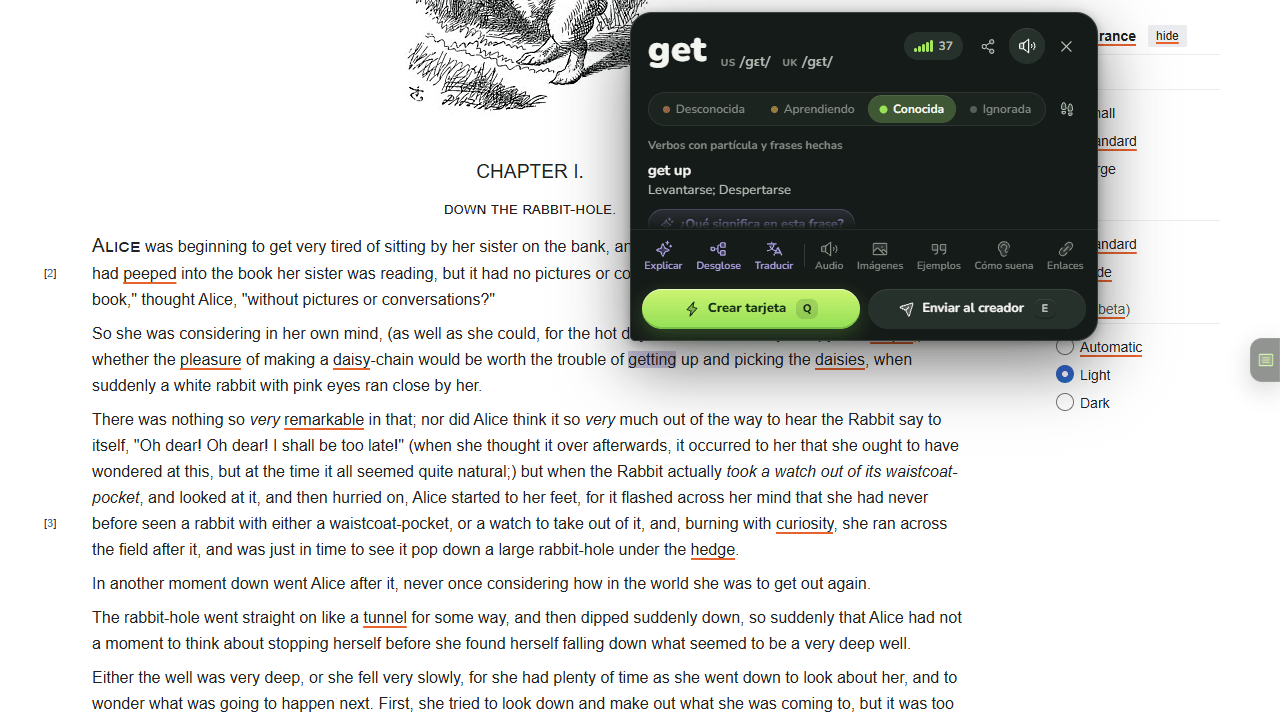 get US /gɛt/ UK /gɛt/ 37
Desconocida Aprendiendo Conocida Ignorada
Verbos con partícula y frases hechas
get up
Levantarse; Despertarse
¿Qué significa en esta frase?
Explicar Desglose Traducir Audio Imágenes Ejemplos Cómo suena Enlaces
Crear tarjeta Q Enviar al creador E
CHAPTER I.
DOWN THE RABBIT-HOLE.
ALICE was beginning to get very tired of sitting by her sister on the bank,
[2] had peeped into the book her sister was reading, but it had no pictures or
book," thought Alice, "without pictures or conversations?"
So she was considering in her own mind, (as well as she could, for the hot
whether the pleasure of making a daisy-chain would be worth the trouble of getting up and picking the daisies, when
suddenly a white rabbit with pink eyes ran close by her.
There was nothing so very remarkable in that; nor did Alice think it so very much out of the way to hear the Rabbit say to
itself, "Oh dear! Oh dear! I shall be too late!" (when she thought it over afterwards, it occurred to her that she ought to have
wondered at this, but at the time it all seemed quite natural;) but when the Rabbit actually took a watch out of its waistcoat-
pocket, and looked at it, and then hurried on, Alice started to her feet, for it flashed across her mind that she had never
[3] before seen a rabbit with either a waistcoat-pocket, or a watch to take out of it, and, burning with curiosity, she ran across
the field after it, and was just in time to see it pop down a large rabbit-hole under the hedge.
In another moment down went Alice after it, never once considering how in the world she was to get out again.
The rabbit-hole went straight on like a tunnel for some way, and then dipped suddenly down, so suddenly that Alice had not
a moment to think about stopping herself before she found herself falling down what seemed to be a very deep well.
Either the well was very deep, or she fell very slowly, for she had plenty of time as she went down to look about her, and to
wonder what was going to happen next. First, she tried to look down and make out what she was coming to, but it was too
hide
Automatic
Light
Dark